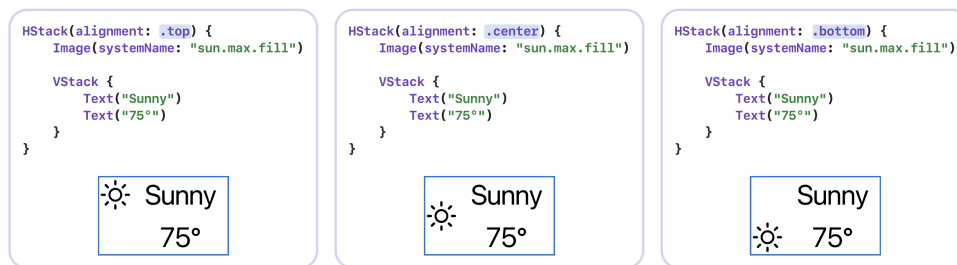 HStack(alignment: .top) {
    Image(systemName: "sun.max.fill")
    VStack {
        Text("Sunny")
        Text("75°")
    }
}
Sunny
75°
HStack(alignment: .center) {
    Image(systemName: "sun.max.fill")
    VStack {
        Text("Sunny")
        Text("75°")
    }
}
Sunny
75°
HStack(alignment: .bottom) {
    Image(systemName: "sun.max.fill")
    VStack {
        Text("Sunny")
        Text("75°")
    }
}
Sunny
75°